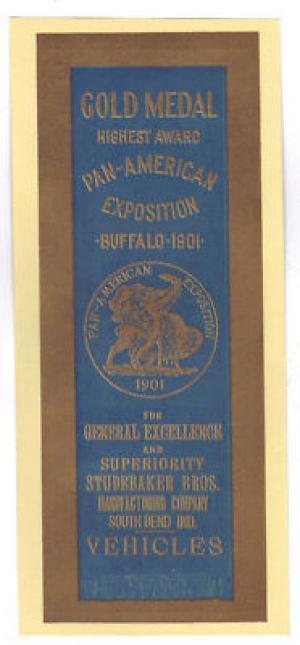 GOLD MEDAL
HIGHEST AWARD
PAN-AMERICAN
EXPOSITION
·BUFFALO·1901·
PAN-AMERICAN EXPOSITION
1901
FOR
GENERAL EXCELLENCE
AND
SUPERIORITY
STUDEBAKER BROS.
MANUFACTURING COMPANY
SOUTH BEND IND.
VEHICLES